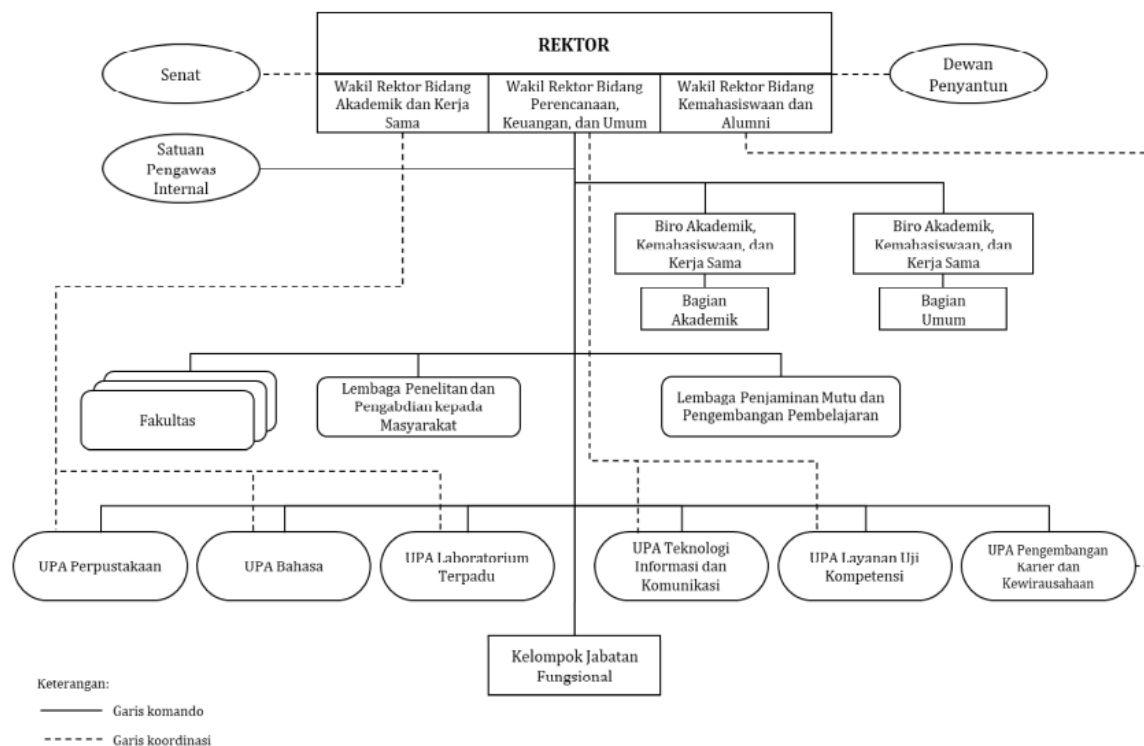 REKTOR
Senat
Dewan
Penyantun
Wakil Rektor Bidang
Akademik dan Kerja
Sama
Wakil Rektor Bidang
Perencanaan,
Keuangan, dan Umum
Wakil Rektor Bidang
Kemahasiswaan dan
Alumni
Satuan
Pengawas
Internal
Biro Akademik,
Kemahasiswaan, dan
Kerja Sama
Biro Akademik,
Kemahasiswaan, dan
Kerja Sama
Bagian
Akademik
Bagian
Umum
Fakultas
Lembaga Penelitan dan
Pengabdian kepada
Masyarakat
Lembaga Penjaminan Mutu dan
Pengembangan Pembelajaran
UPA Perpustakaan
UPA Bahasa
UPA Laboratorium
Terpadu
UPA Teknologi
Informasi dan
Komunikasi
UPA Layanan Uji
Kompetensi
UPA Pengembangan
Karier dan
Kewirausahaan
Kelompok Jabatan
Fungsional
Keterangan:
Garis komando
Garis koordinasi